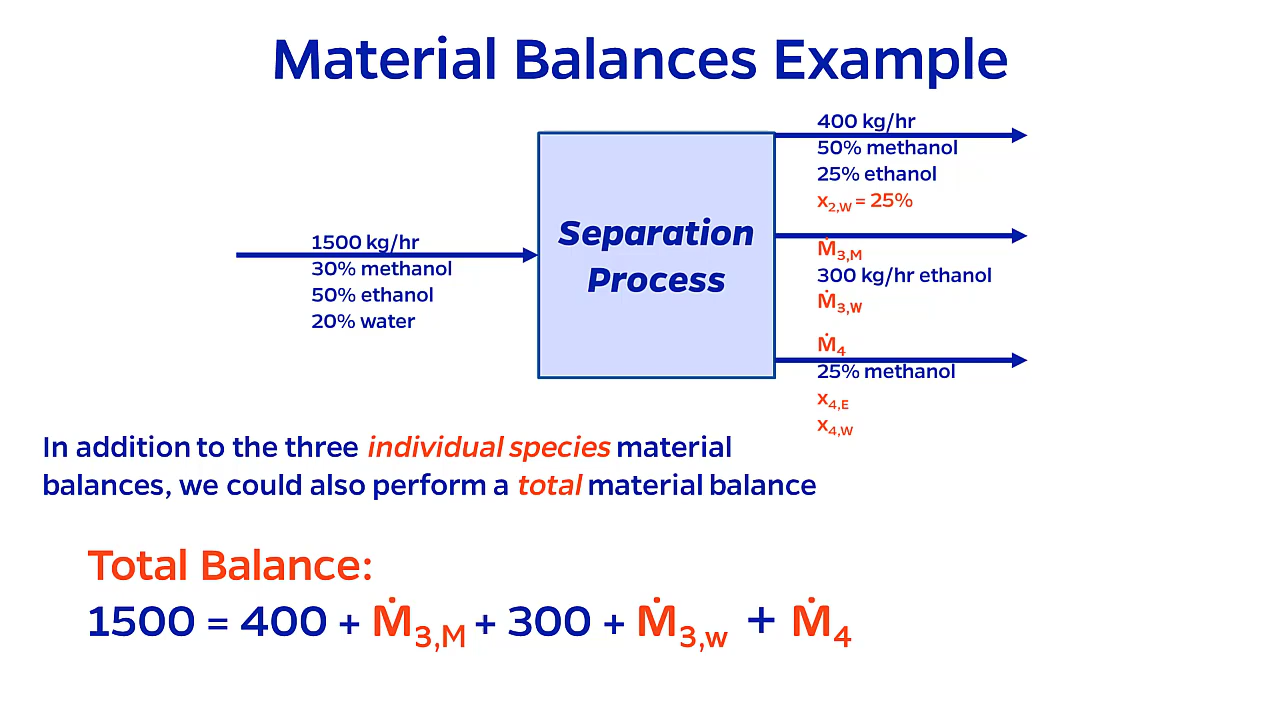 Material Balances Example
1500 kg/hr
30% methanol
50% ethanol
20% water
Separation
Process
400 kg/hr
50% methanol
25% ethanol
x2,W = 25%
Ṁ3,M
300 kg/hr ethanol
Ṁ3,W
Ṁ4
25% methanol
x4,E
x4,W
In addition to the three individual species material
balances, we could also perform a total material balance
Total Balance:
1500 = 400 + Ṁ3,M + 300 + Ṁ3,w + Ṁ4